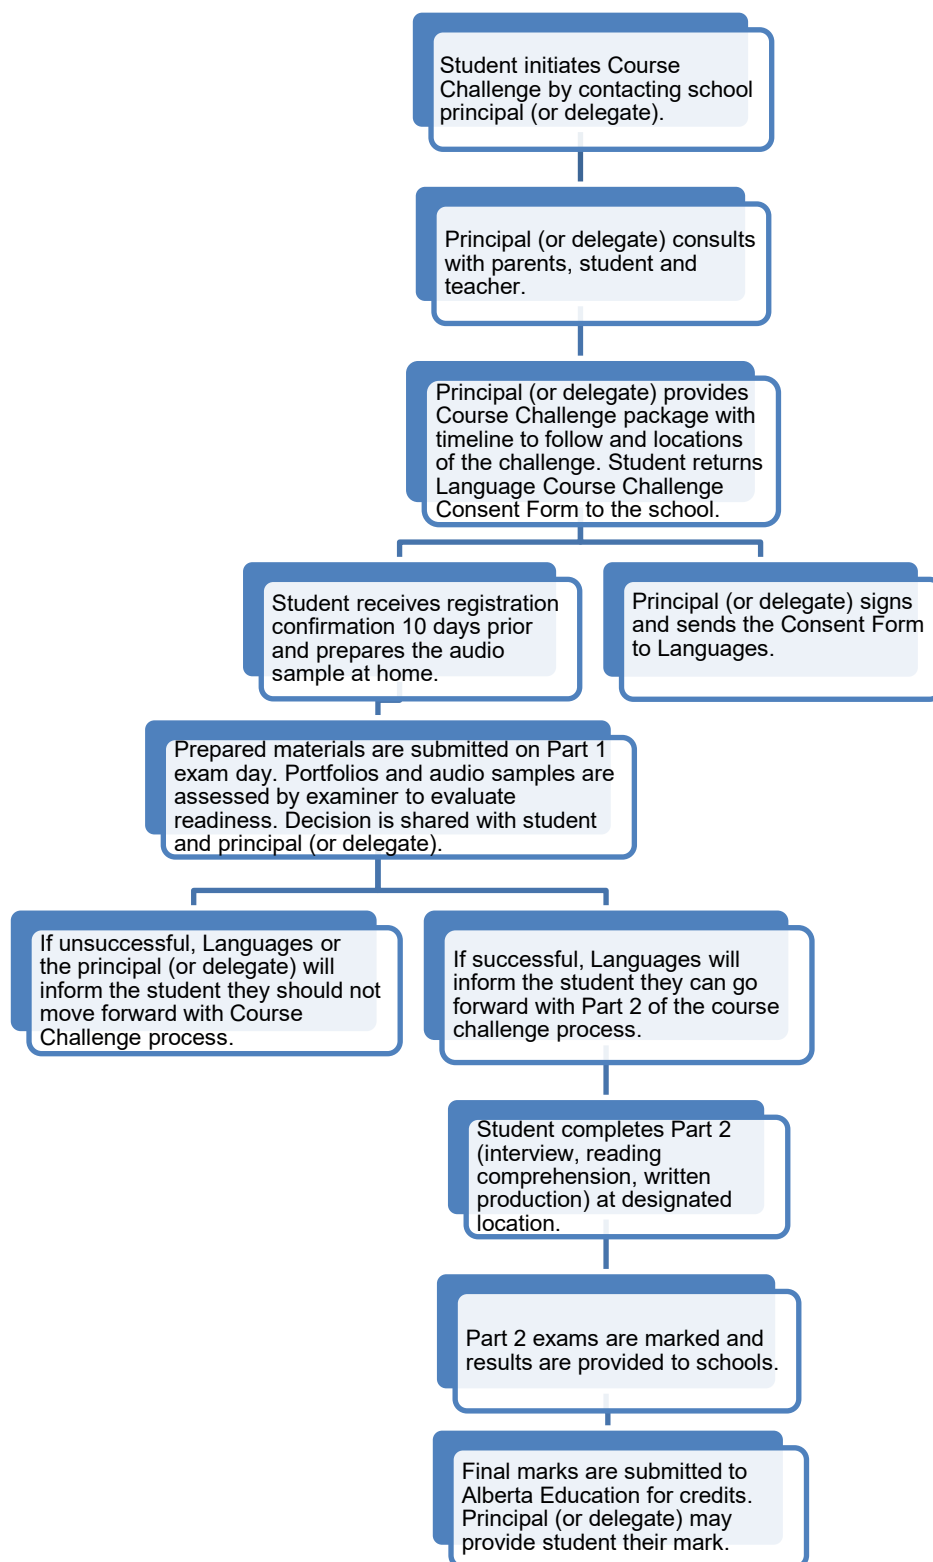 Student initiates Course
Challenge by contacting school
principal (or delegate).
Principal (or delegate) consults
with parents, student and
teacher.
Principal (or delegate) provides
Course Challenge package with
timeline to follow and locations
of the challenge. Student returns
Language Course Challenge
Consent Form to the school.
Student receives registration
confirmation 10 days prior
and prepares the audio
sample at home.
Principal (or delegate) signs
and sends the Consent Form
to Languages.
Prepared materials are submitted on Part 1
exam day. Portfolios and audio samples are
assessed by examiner to evaluate
readiness. Decision is shared with student
and principal (or delegate).
If unsuccessful, Languages or
the principal (or delegate) will
inform the student they should not
move forward with Course
Challenge process.
If successful, Languages will
inform the student they can go
forward with Part 2 of the course
challenge process.
Student completes Part 2
(interview, reading
comprehension, written
production) at designated
location.
Part 2 exams are marked and
results are provided to schools.
Final marks are submitted to
Alberta Education for credits.
Principal (or delegate) may
provide student their mark.